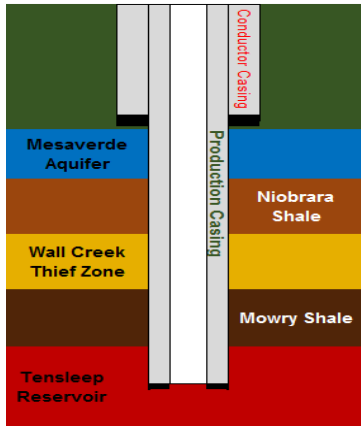 Conductor Casing
Production Casing
Mesaverde
Aquifer
Niobrara
Shale
Wall Creek
Thief Zone
Mowry Shale
Tensleep
Reservoir